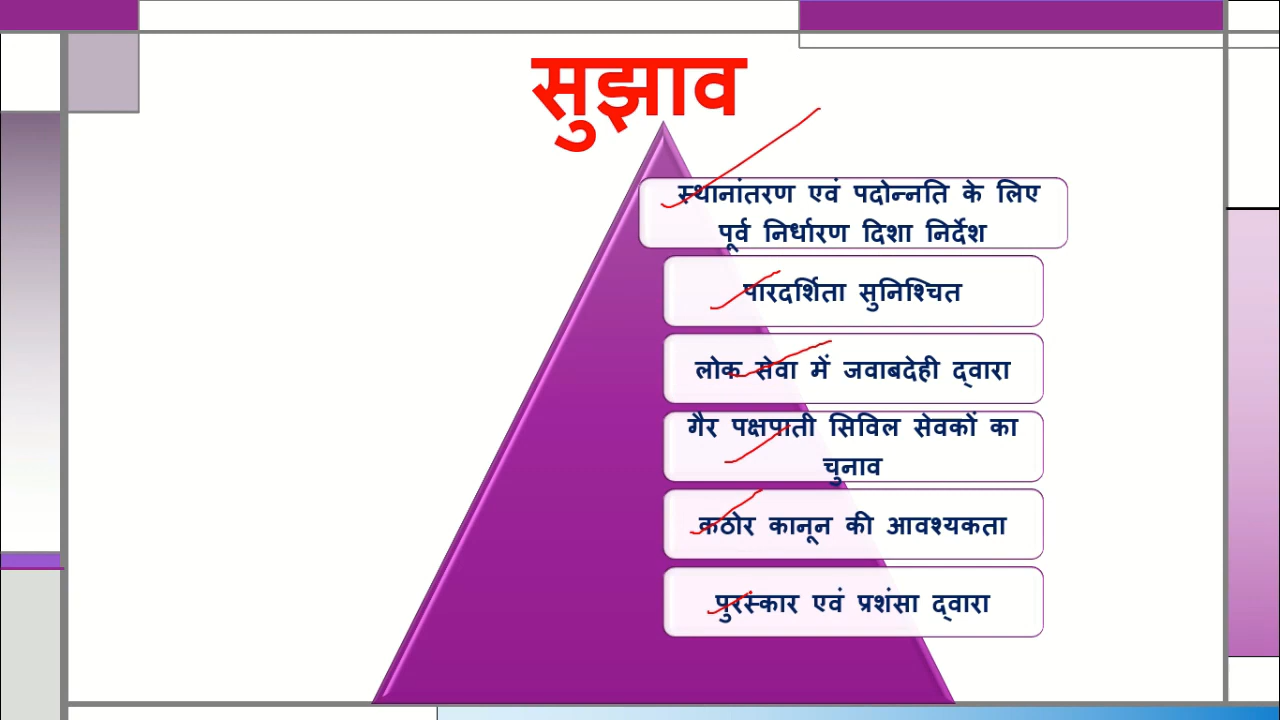 सुझाव
स्थानांतरण एवं पदोन्नति के लिए
पूर्व निर्धारण दिशा निर्देश
पारदर्शिता सुनिश्चित
लोक सेवा में जवाबदेही द्वारा
गैर पक्षपाती सिविल सेवकों का
चुनाव
कठोर कानून की आवश्यकता
पुरस्कार एवं प्रशंसा द्वारा